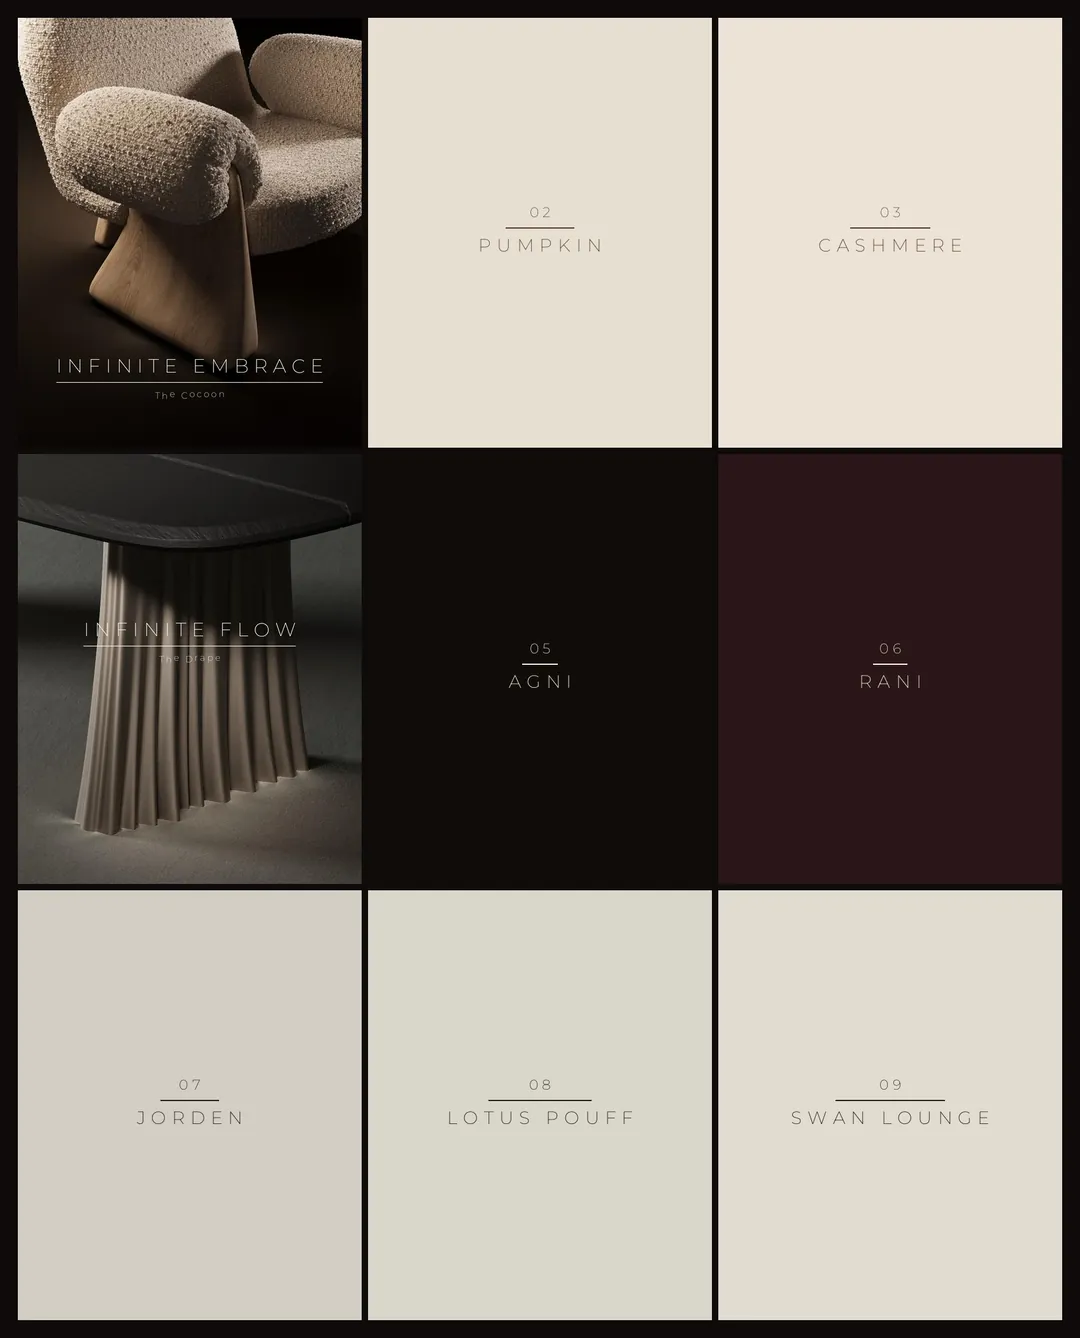 INFINITE EMBRACE
The Cocoon
02
PUMPKIN
03
CASHMERE
INFINITE FLOW
The Drape
05
AGNI
06
RANI
07
JORDEN
08
LOTUS POUFF
09
SWAN LOUNGE